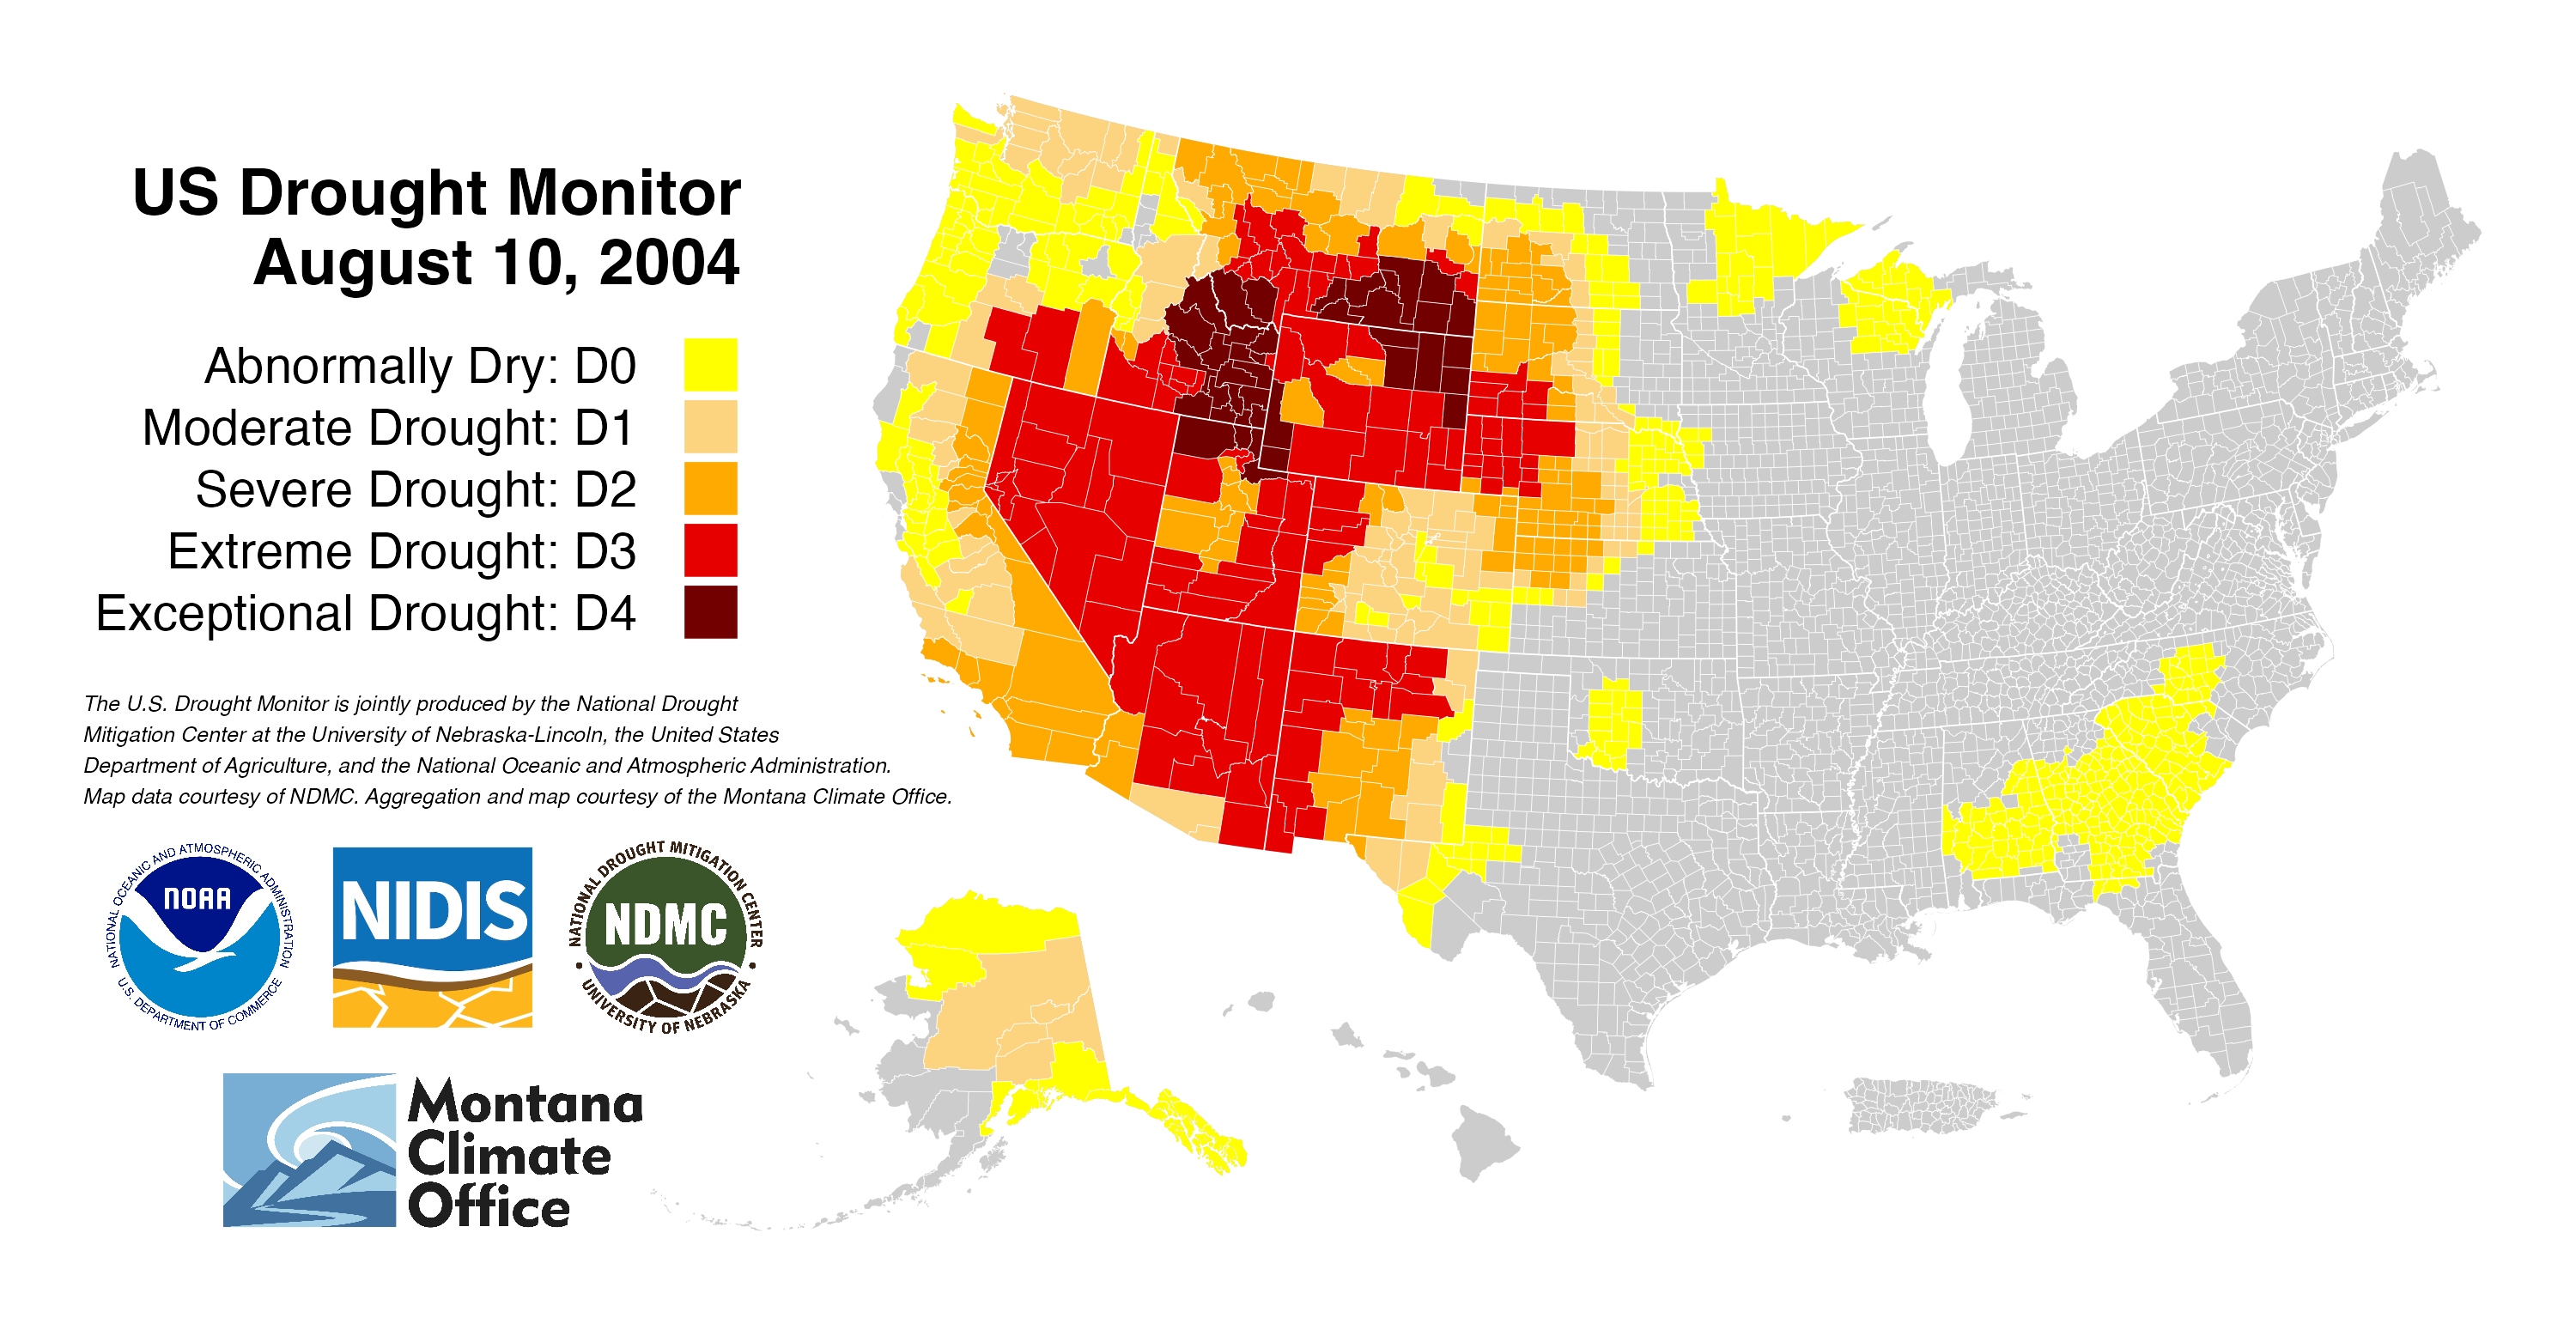 US Drought Monitor
August 10, 2004
Abnormally Dry: D0
Moderate Drought: D1
Severe Drought: D2
Extreme Drought: D3
Exceptional Drought: D4
The U.S. Drought Monitor is jointly produced by the National Drought
Mitigation Center at the University of Nebraska-Lincoln, the United States
Department of Agriculture, and the National Oceanic and Atmospheric Administration.
Map data courtesy of NDMC. Aggregation and map courtesy of the Montana Climate Office.
NATIONAL OCEANIC AND ATMOSPHERIC ADMINISTRATION
NOAA
U.S. DEPARTMENT OF COMMERCE
NIDIS
NATIONAL DROUGHT MITIGATION CENTER
NDMC
UNIVERSITY OF NEBRASKA
Montana
Climate
Office